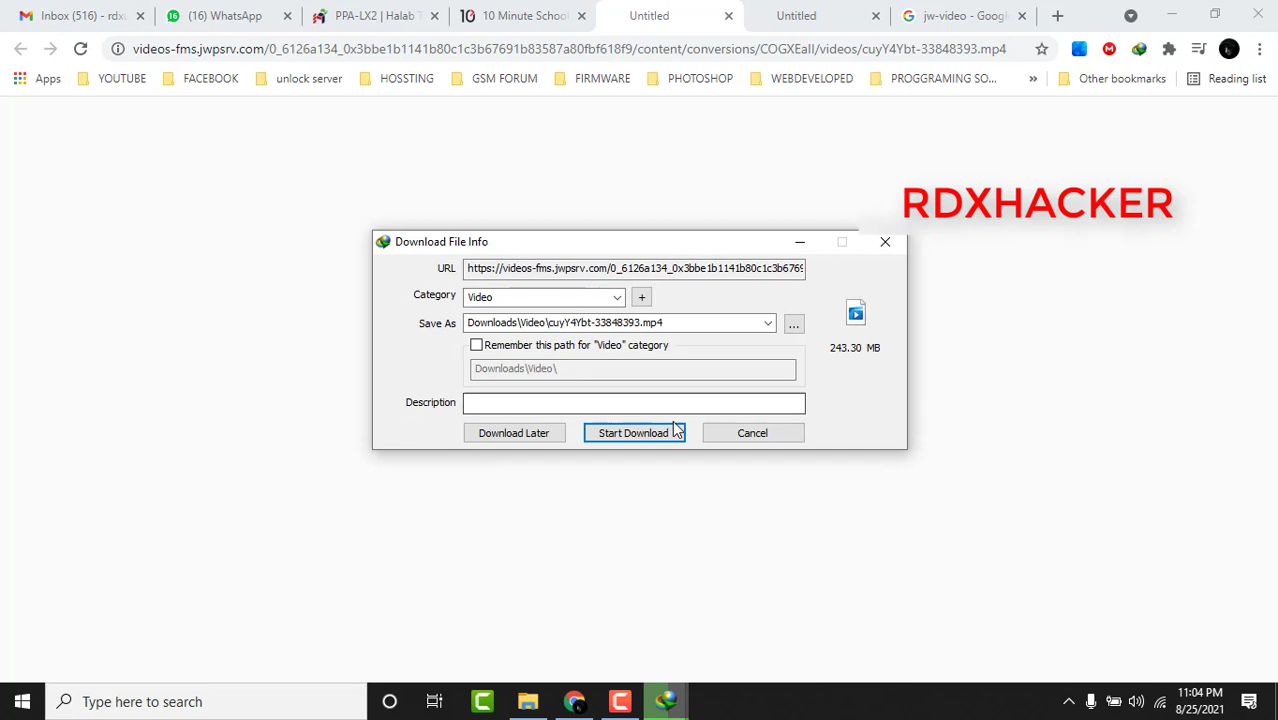 Inbox (516) - rdx
(16) WhatsApp
PPA-LX2 | Halab T
10 Minute School
Untitled
Untitled
jw-video - Google
videos-fms.jwpsrv.com/0_6126a134_0x3bbe1b1141b80c1c3b67691b83587a80fbf618f9/content/conversions/COGXEaII/videos/cuyY4Ybt-33848393.mp4
Apps
YOUTUBE
FACEBOOK
unlock server
HOSSTING
GSM FORUM
FIRMWARE
PHOTOSHOP
WEBDEVELOPED
PROGGRAMING SO...
»
Other bookmarks
Reading list
RDXHACKER
Download File Info
URL
https://videos-fms.jwpsrv.com/0_6126a134_0x3bbe1b1141b80c1c3b6769
Category
Video
+
Save As
Downloads\Video\cuyY4Ybt-33848393.mp4
...
Remember this path for "Video" category
243.30 MB
Downloads\Video\
Description
Download Later
Start Download
Cancel
Type here to search
11:04 PM
8/25/2021